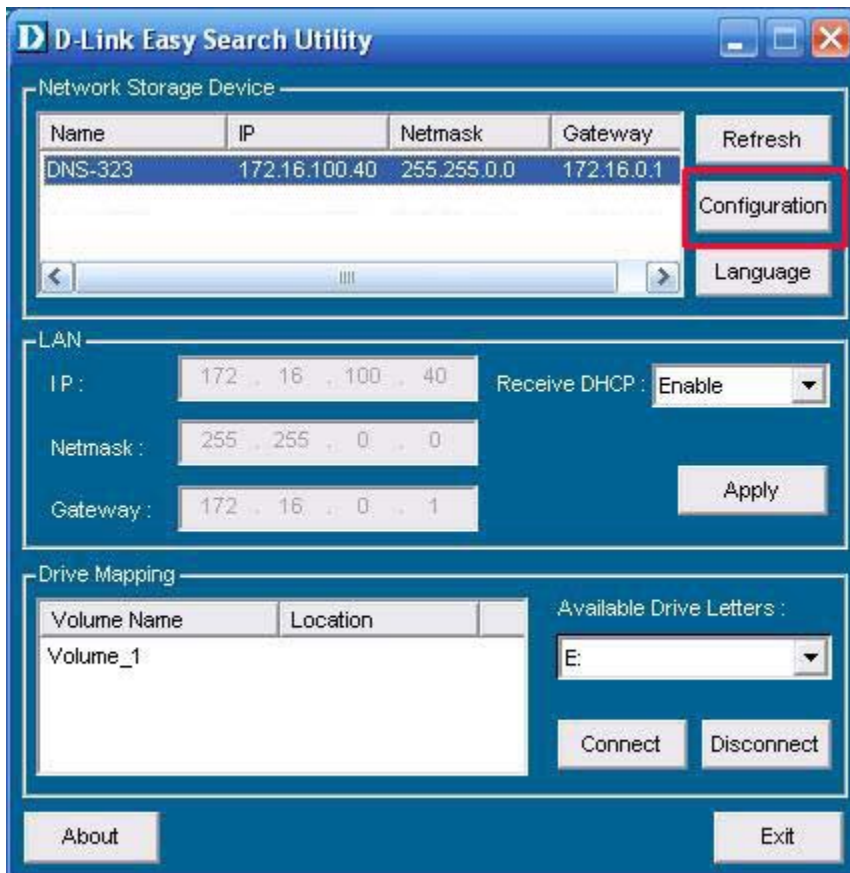 D D-Link Easy Search Utility
Network Storage Device
Name IP Netmask Gateway
DNS-323 172.16.100.40 255.255.0.0 172.16.0.1
Refresh
Configuration
Language
LAN
IP : 172 . 16 . 100 . 40
Receive DHCP : Enable
Netmask : 255 . 255 . 0 . 0
Gateway : 172 . 16 . 0 . 1
Apply
Drive Mapping
Volume Name Location
Volume_1
Available Drive Letters :
E:
Connect Disconnect
About Exit